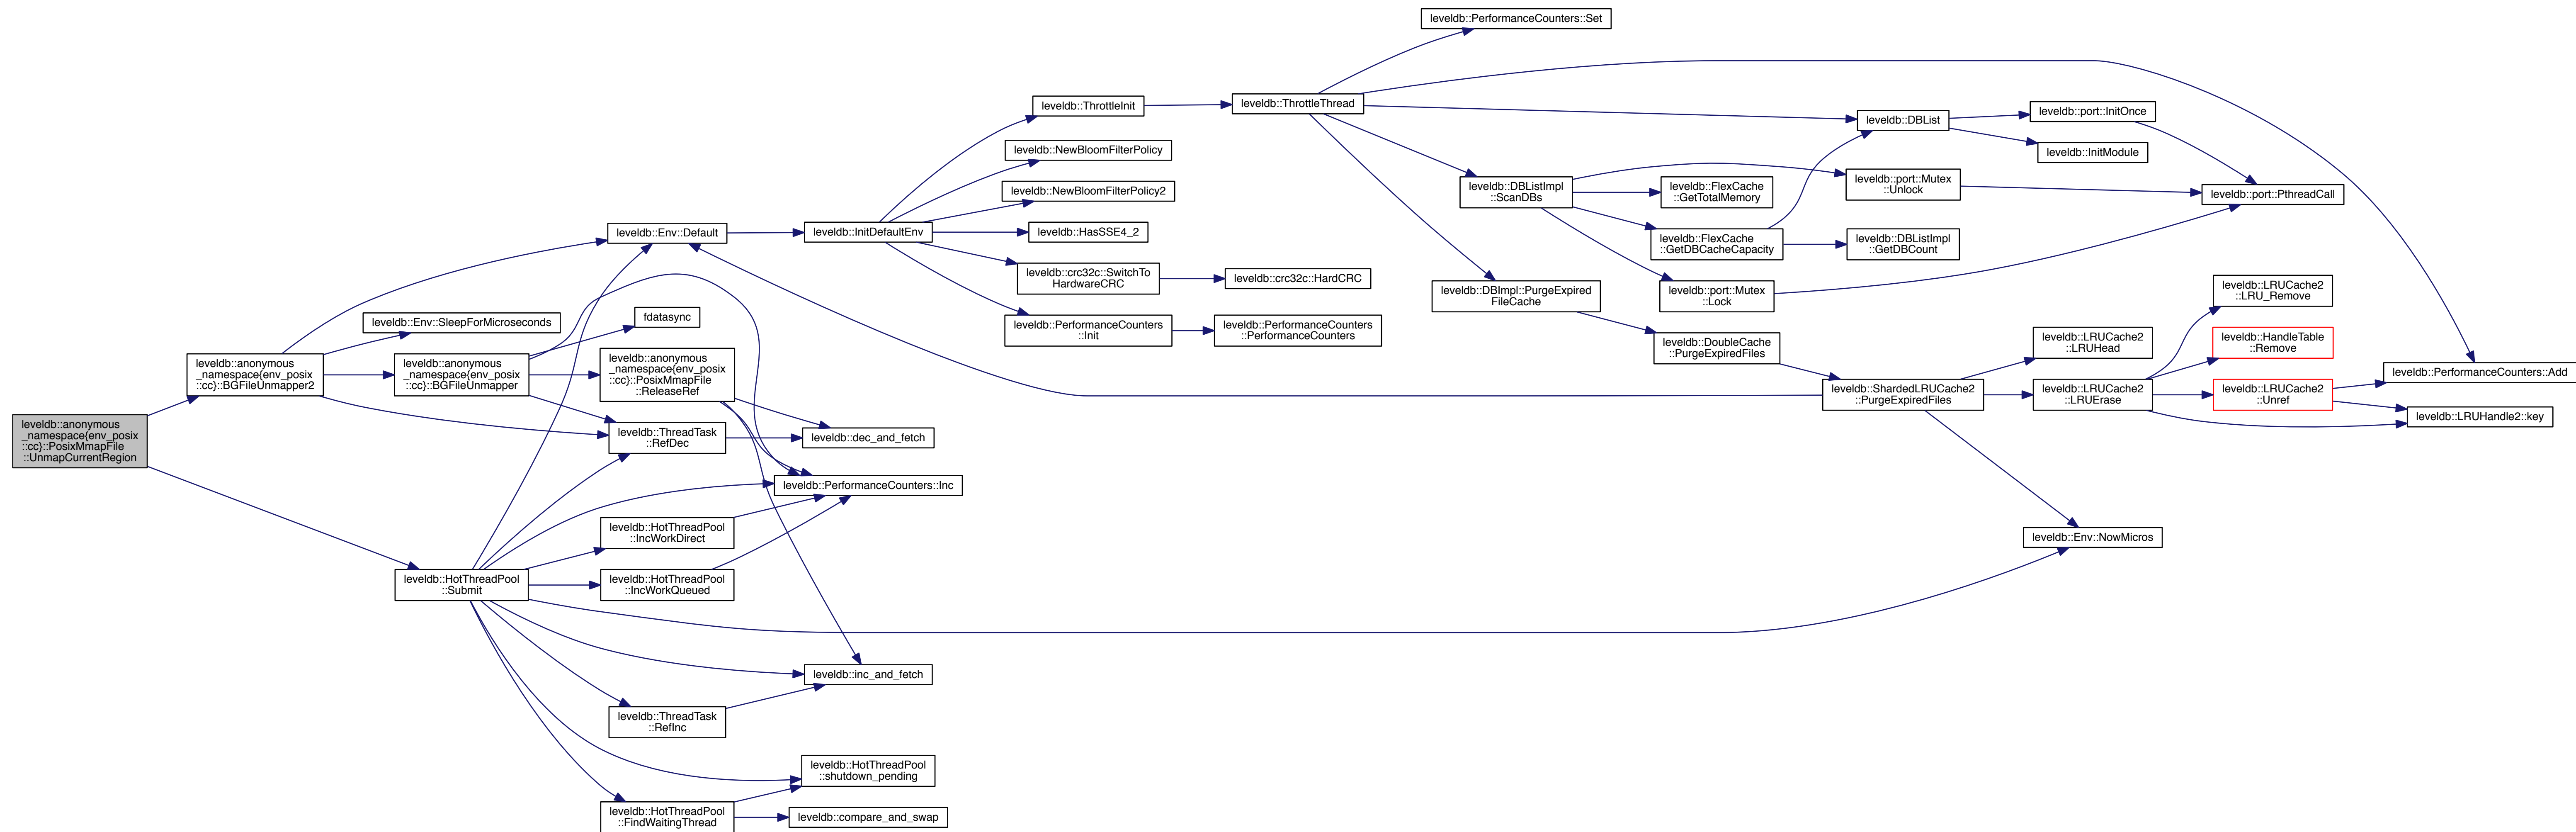 leveldb::anonymous
_namespace{env_posix
::cc}::PosixMmapFile
::UnmapCurrentRegion
leveldb::anonymous
_namespace{env_posix
::cc}::BGFileUnmapper2
leveldb::Env::SleepForMicroseconds
leveldb::anonymous
_namespace{env_posix
::cc}::BGFileUnmapper
leveldb::HotThreadPool
::Submit
leveldb::Env::Default
fdatasync
leveldb::anonymous
_namespace{env_posix
::cc}::PosixMmapFile
::ReleaseRef
leveldb::ThreadTask
::RefDec
leveldb::HotThreadPool
::IncWorkDirect
leveldb::HotThreadPool
::IncWorkQueued
leveldb::ThreadTask
::RefInc
leveldb::HotThreadPool
::FindWaitingThread
leveldb::InitDefaultEnv
leveldb::dec_and_fetch
leveldb::PerformanceCounters::Inc
leveldb::inc_and_fetch
leveldb::HotThreadPool
::shutdown_pending
leveldb::compare_and_swap
leveldb::ThrottleInit
leveldb::NewBloomFilterPolicy
leveldb::NewBloomFilterPolicy2
leveldb::HasSSE4_2
leveldb::crc32c::SwitchTo
HardwareCRC
leveldb::PerformanceCounters
::Init
leveldb::ThrottleThread
leveldb::crc32c::HardCRC
leveldb::PerformanceCounters
::PerformanceCounters
leveldb::PerformanceCounters::Set
leveldb::DBListImpl
::ScanDBs
leveldb::DBImpl::PurgeExpired
FileCache
leveldb::FlexCache
::GetTotalMemory
leveldb::FlexCache
::GetDBCacheCapacity
leveldb::port::Mutex
::Lock
leveldb::DoubleCache
::PurgeExpiredFiles
leveldb::DBList
leveldb::port::Mutex
::Unlock
leveldb::DBListImpl
::GetDBCount
leveldb::ShardedLRUCache2
::PurgeExpiredFiles
leveldb::port::InitOnce
leveldb::InitModule
leveldb::LRUCache2
::LRUHead
leveldb::LRUCache2
::LRUErase
leveldb::Env::NowMicros
leveldb::port::PthreadCall
leveldb::LRUCache2
::LRU_Remove
leveldb::HandleTable
::Remove
leveldb::LRUCache2
::Unref
leveldb::PerformanceCounters::Add
leveldb::LRUHandle2::key